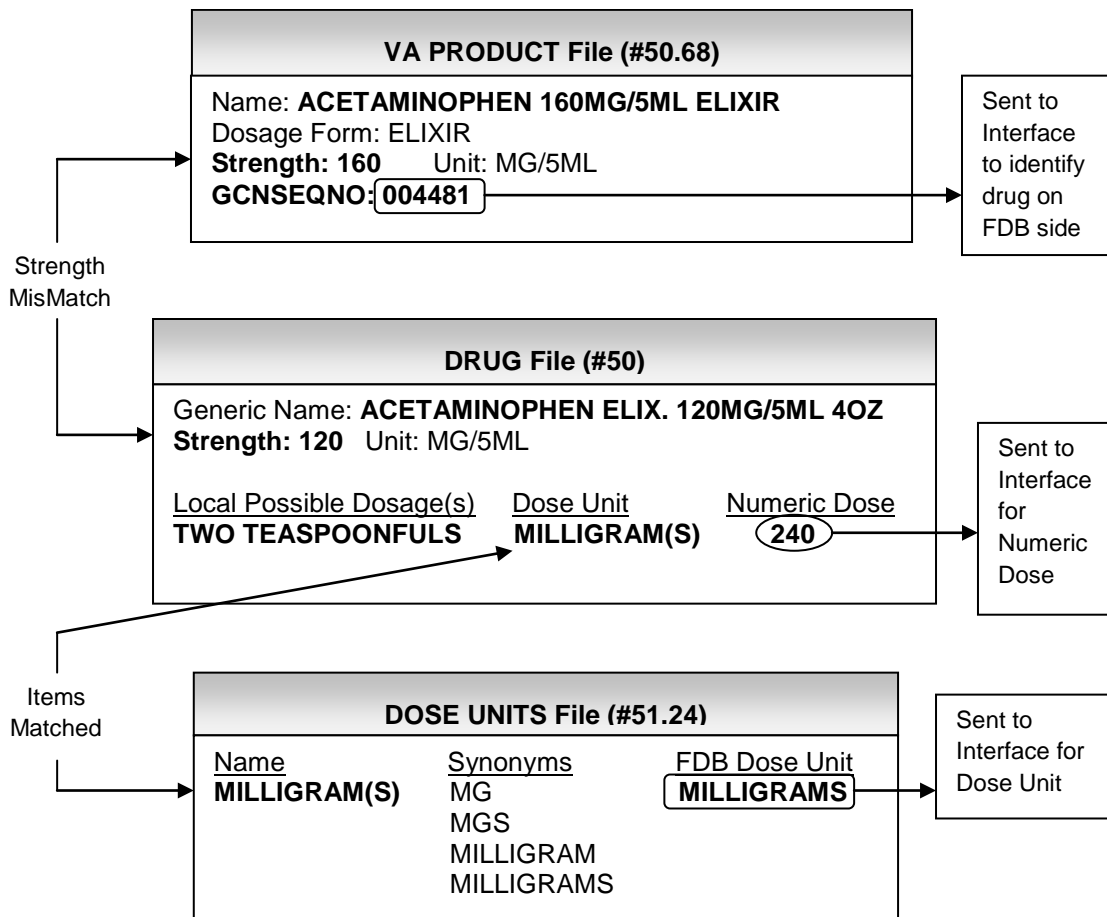 VA PRODUCT File (#50.68)
Name: ACETAMINOPHEN 160MG/5ML ELIXIR
Dosage Form: ELIXIR
Strength: 160 Unit: MG/5ML
GCNSEQNO: 004481
Sent to
Interface
to identify
drug on
FDB side
Strength
MisMatch
DRUG File (#50)
Generic Name: ACETAMINOPHEN ELIX. 120MG/5ML 4OZ
Strength: 120 Unit: MG/5ML
Local Possible Dosage(s) Dose Unit Numeric Dose
TWO TEASPOONFULS MILLIGRAM(S) 240
Sent to
Interface
for
Numeric
Dose
Items
Matched
DOSE UNITS File (#51.24)
Name Synonyms FDB Dose Unit
MILLIGRAM(S) MG MILLIGRAMS
MGS
MILLIGRAM
MILLIGRAMS
Sent to
Interface for
Dose Unit